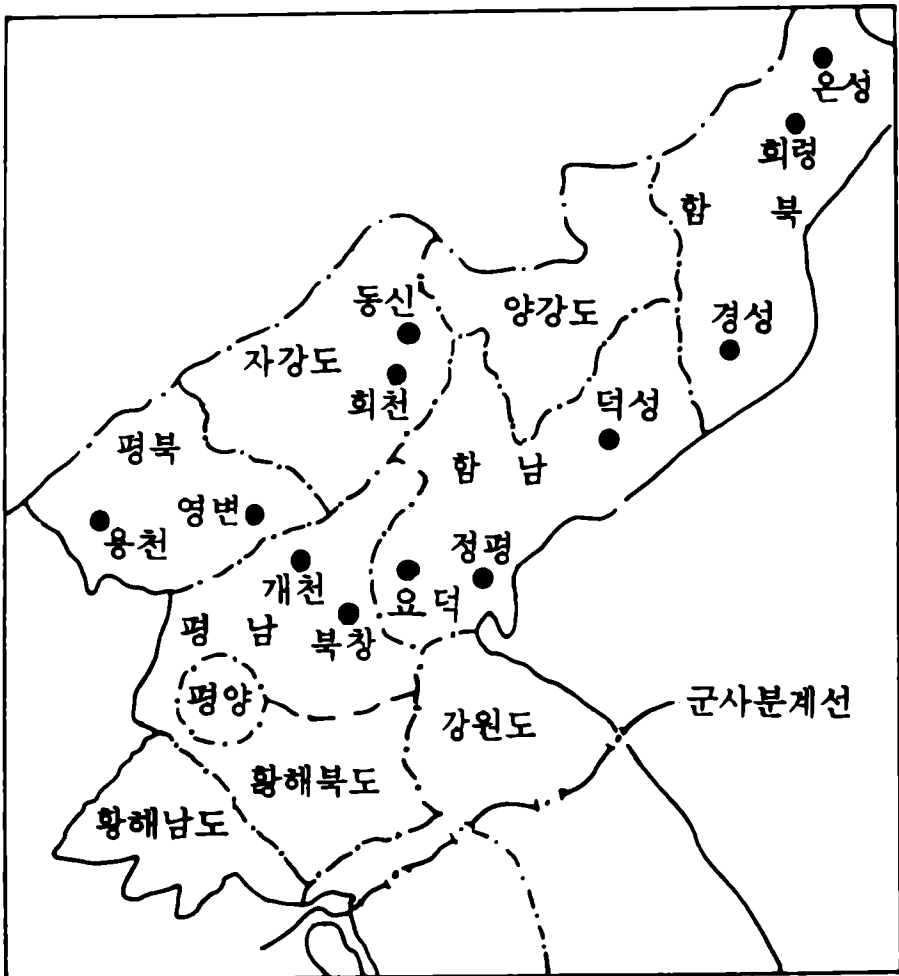 온성
회령
함 북
동신
양강도
경성
자강도
회천
덕성
평북
함 남
영변
용천
정평
개천
요덕
평 남
북창
평양
군사분계선
강원도
황해북도
황해남도